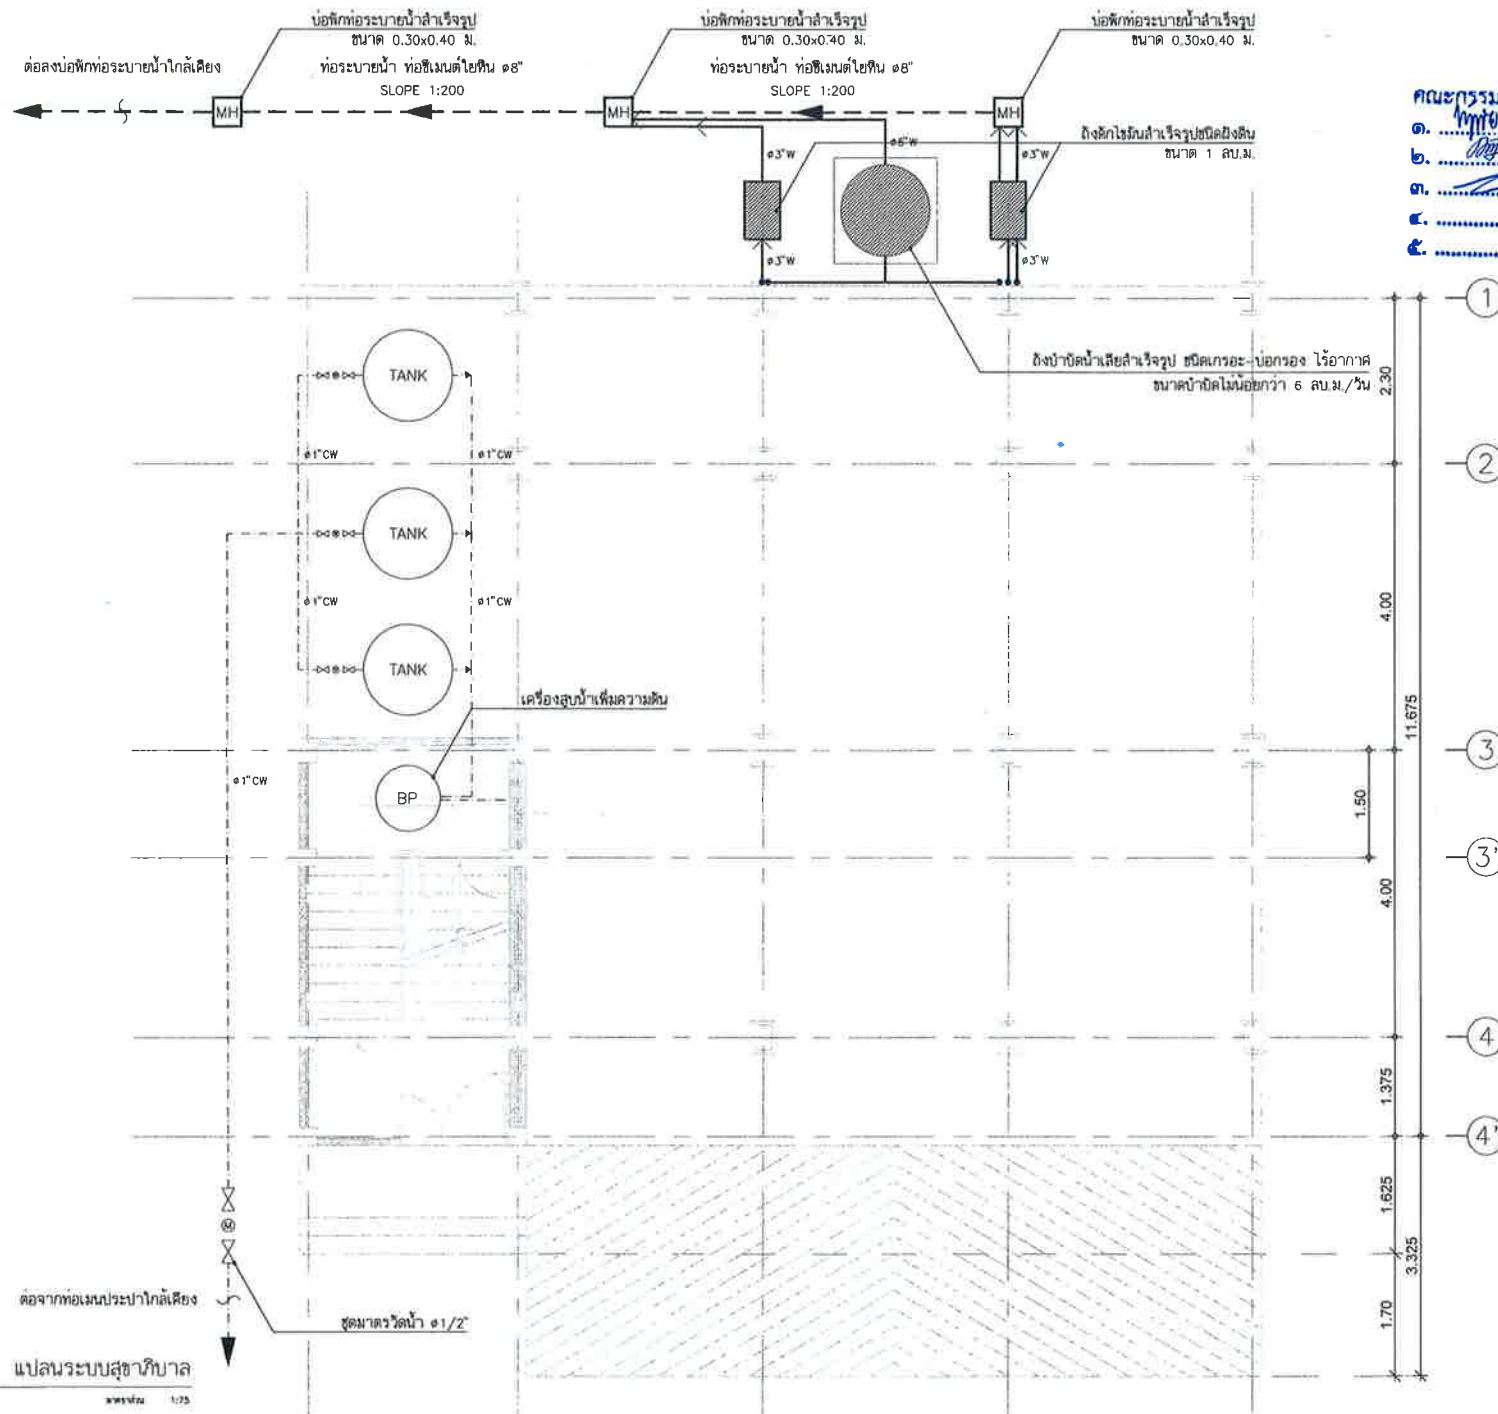 บ่อพักท่อระบายน้ำสำเร็จรูป
ขนาด 0.30x0.40 ม.
บ่อพักท่อระบายน้ำสำเร็จรูป
ขนาด 0.30x0.40 ม.
บ่อพักท่อระบายน้ำสำเร็จรูป
ขนาด 0.30x0.40 ม.
ต่อลงบ่อพักท่อระบายน้ำใกล้เคียง
ท่อระบายน้ำ ท่อซีเมนต์ใยหิน ø8"
SLOPE 1:200
ท่อระบายน้ำ ท่อซีเมนต์ใยหิน ø8"
SLOPE 1:200
MH
MH
MH
คณะกรรม
๑.
๒.
๓.
๔.
๕.
ถังดักไขมันสำเร็จรูปชนิดฝังดิน
ขนาด 1 ลบ.ม.
ø3"W
ø6"W
ø3"W
ø3"W
ø3"W
1
ถังบำบัดน้ำเสียสำเร็จรูป ชนิดเกรอะ-บ่อกรอง ไร้อากาศ
ขนาดบำบัดไม่น้อยกว่า 6 ลบ.ม./วัน
2.30
TANK
ø1"CW
ø1"CW
2
TANK
ø1"CW
ø1"CW
4.00
TANK
เครื่องสูบน้ำเพิ่มความดัน
11.675
3
ø1"CW
BP
1.50
3'
4.00
4
1.375
4'
1.625
M
3.325
ต่อจากท่อเมนประปาใกล้เคียง
ชุดมาตรวัดน้ำ ø1/2"
1.70
แปลนระบบสุขาภิบาล
มาตราส่วน 1:75